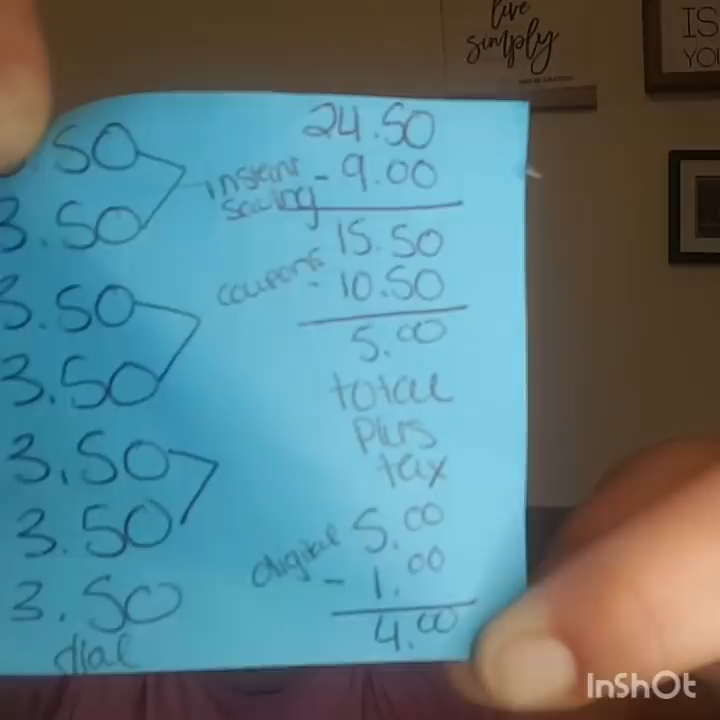 .50
3.50
3.50
3.50
3.50
3.50
3.50
dial
24.50
instant saving - 9.00
15.50
coupons - 10.50
5.00
total
plus
tax
digital 5.00
- 1.00
4.00
live
simply
IS
YOU
InShOt